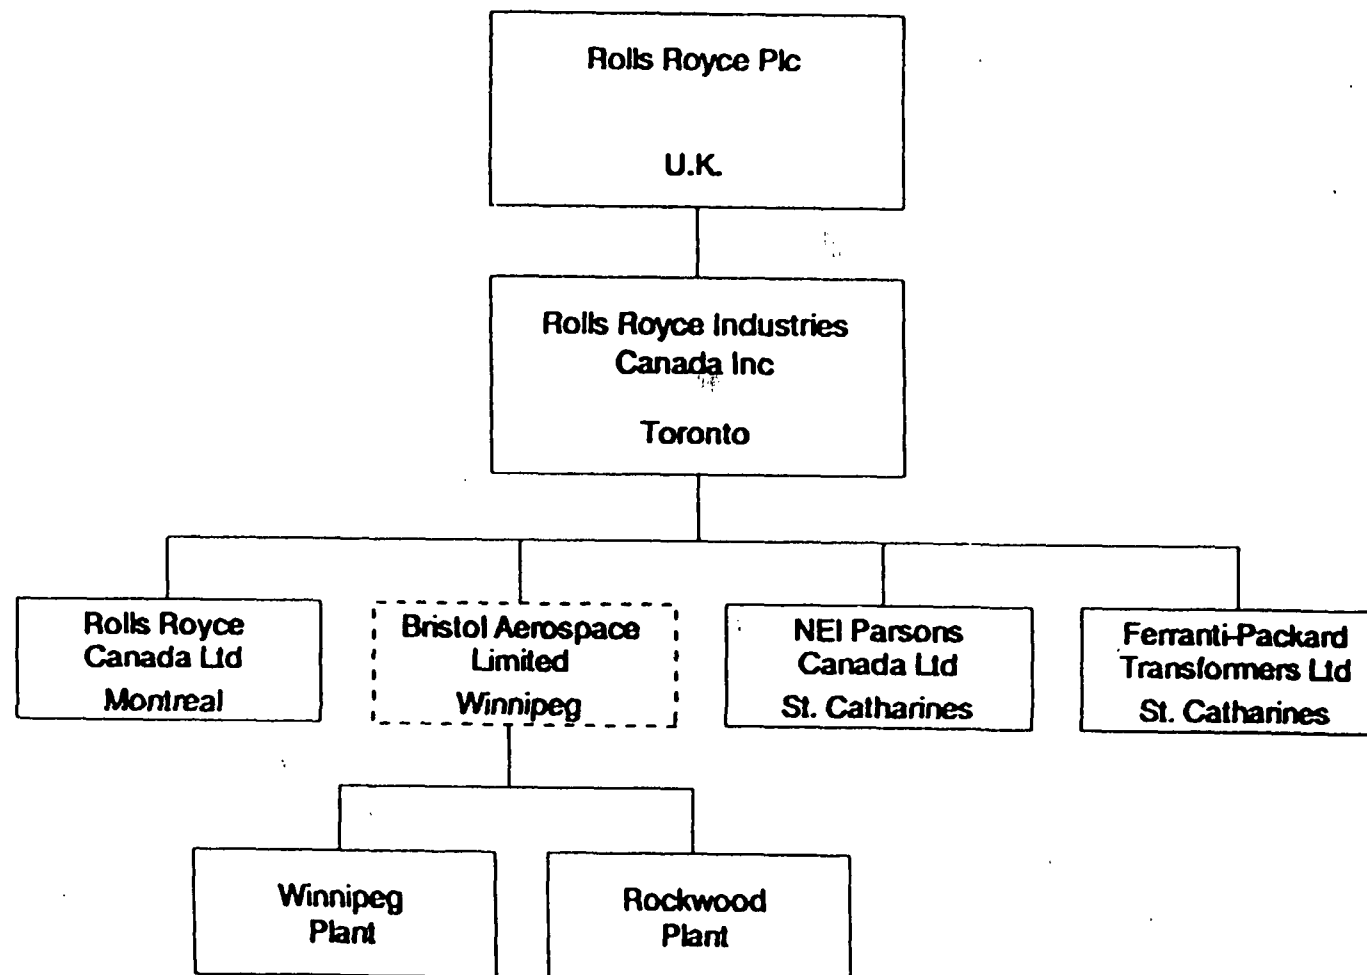 Rolls Royce Plc
U.K.
Rolls Royce Industries
Canada Inc
Toronto
Rolls Royce
Canada Ltd
Montreal
Bristol Aerospace
Limited
Winnipeg
NEI Parsons
Canada Ltd
St. Catharines
Ferranti-Packard
Transformers Ltd
St. Catharines
Winnipeg
Plant
Rockwood
Plant